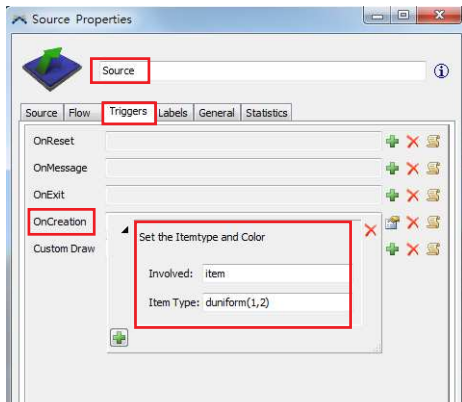 Source Properties
Source
Source Flow Triggers Labels General Statistics
OnReset
OnMessage
OnExit
OnCreation
Set the Itemtype and Color
Custom Draw
Involved: item
Item Type: duniform(1,2)